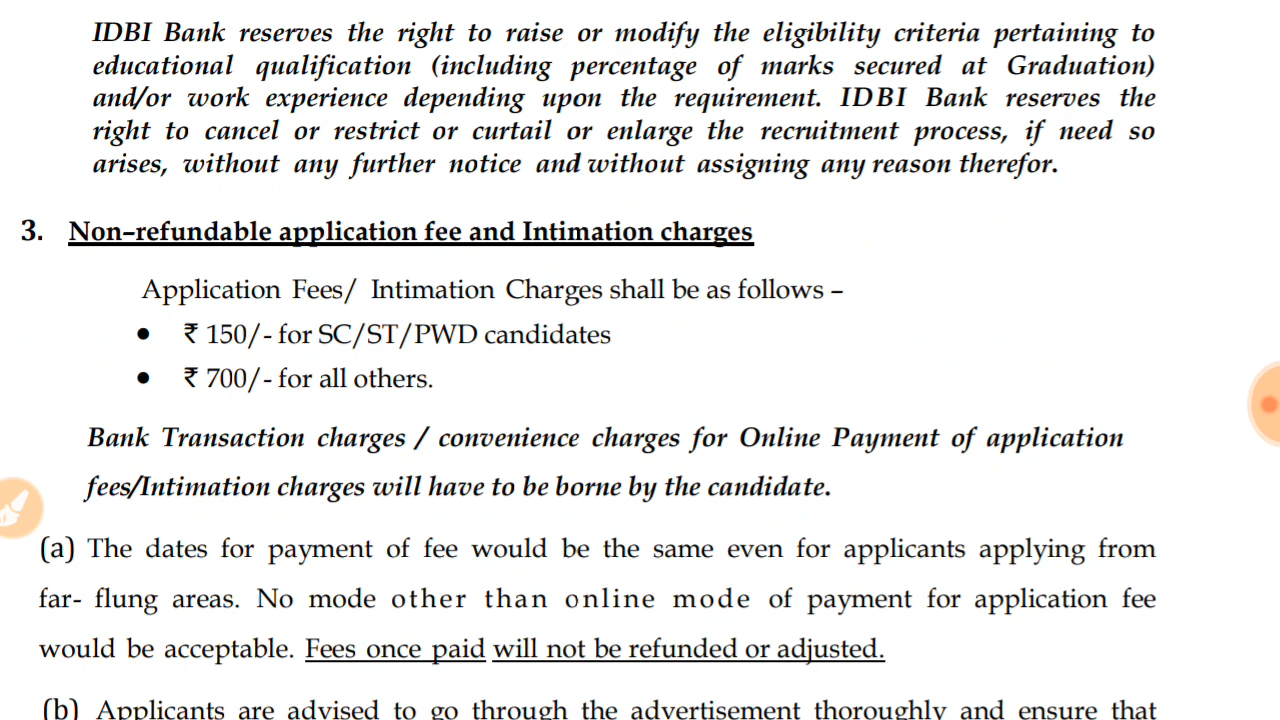 IDBI Bank reserves the right to raise or modify the eligibility criteria pertaining to
educational qualification (including percentage of marks secured at Graduation)
and/or work experience depending upon the requirement. IDBI Bank reserves the
right to cancel or restrict or curtail or enlarge the recruitment process, if need so
arises, without any further notice and without assigning any reason therefor.
3. Non–refundable application fee and Intimation charges
Application Fees/ Intimation Charges shall be as follows –
● ₹ 150/- for SC/ST/PWD candidates
● ₹ 700/- for all others.
Bank Transaction charges / convenience charges for Online Payment of application
fees/Intimation charges will have to be borne by the candidate.
(a) The dates for payment of fee would be the same even for applicants applying from
far- flung areas. No mode other than online mode of payment for application fee
would be acceptable. Fees once paid will not be refunded or adjusted.
(b) Applicants are advised to go through the advertisement thoroughly and ensure that